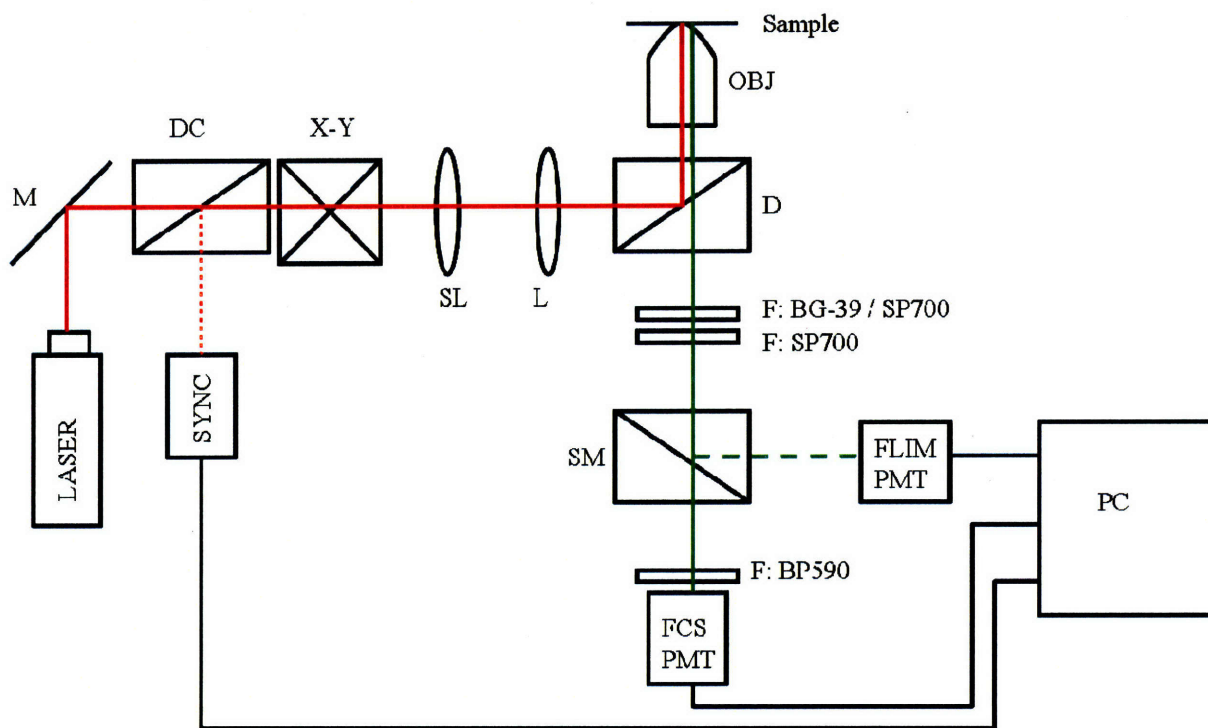 Sample
OBJ
DC
X-Y
M
D
SL
L
F: BG-39 / SP700
F: SP700
LASER
SYNC
SM
FLIM
PMT
PC
F: BP590
FCS
PMT